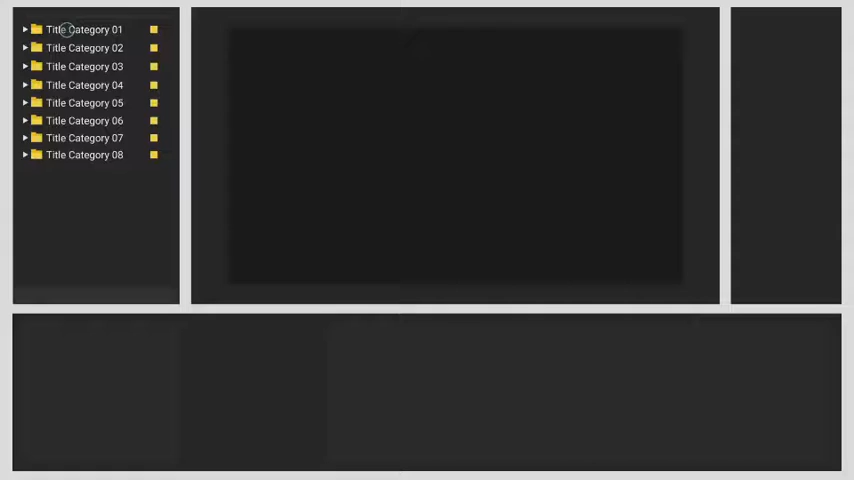 Title Category 01
Title Category 02
Title Category 03
Title Category 04
Title Category 05
Title Category 06
Title Category 07
Title Category 08